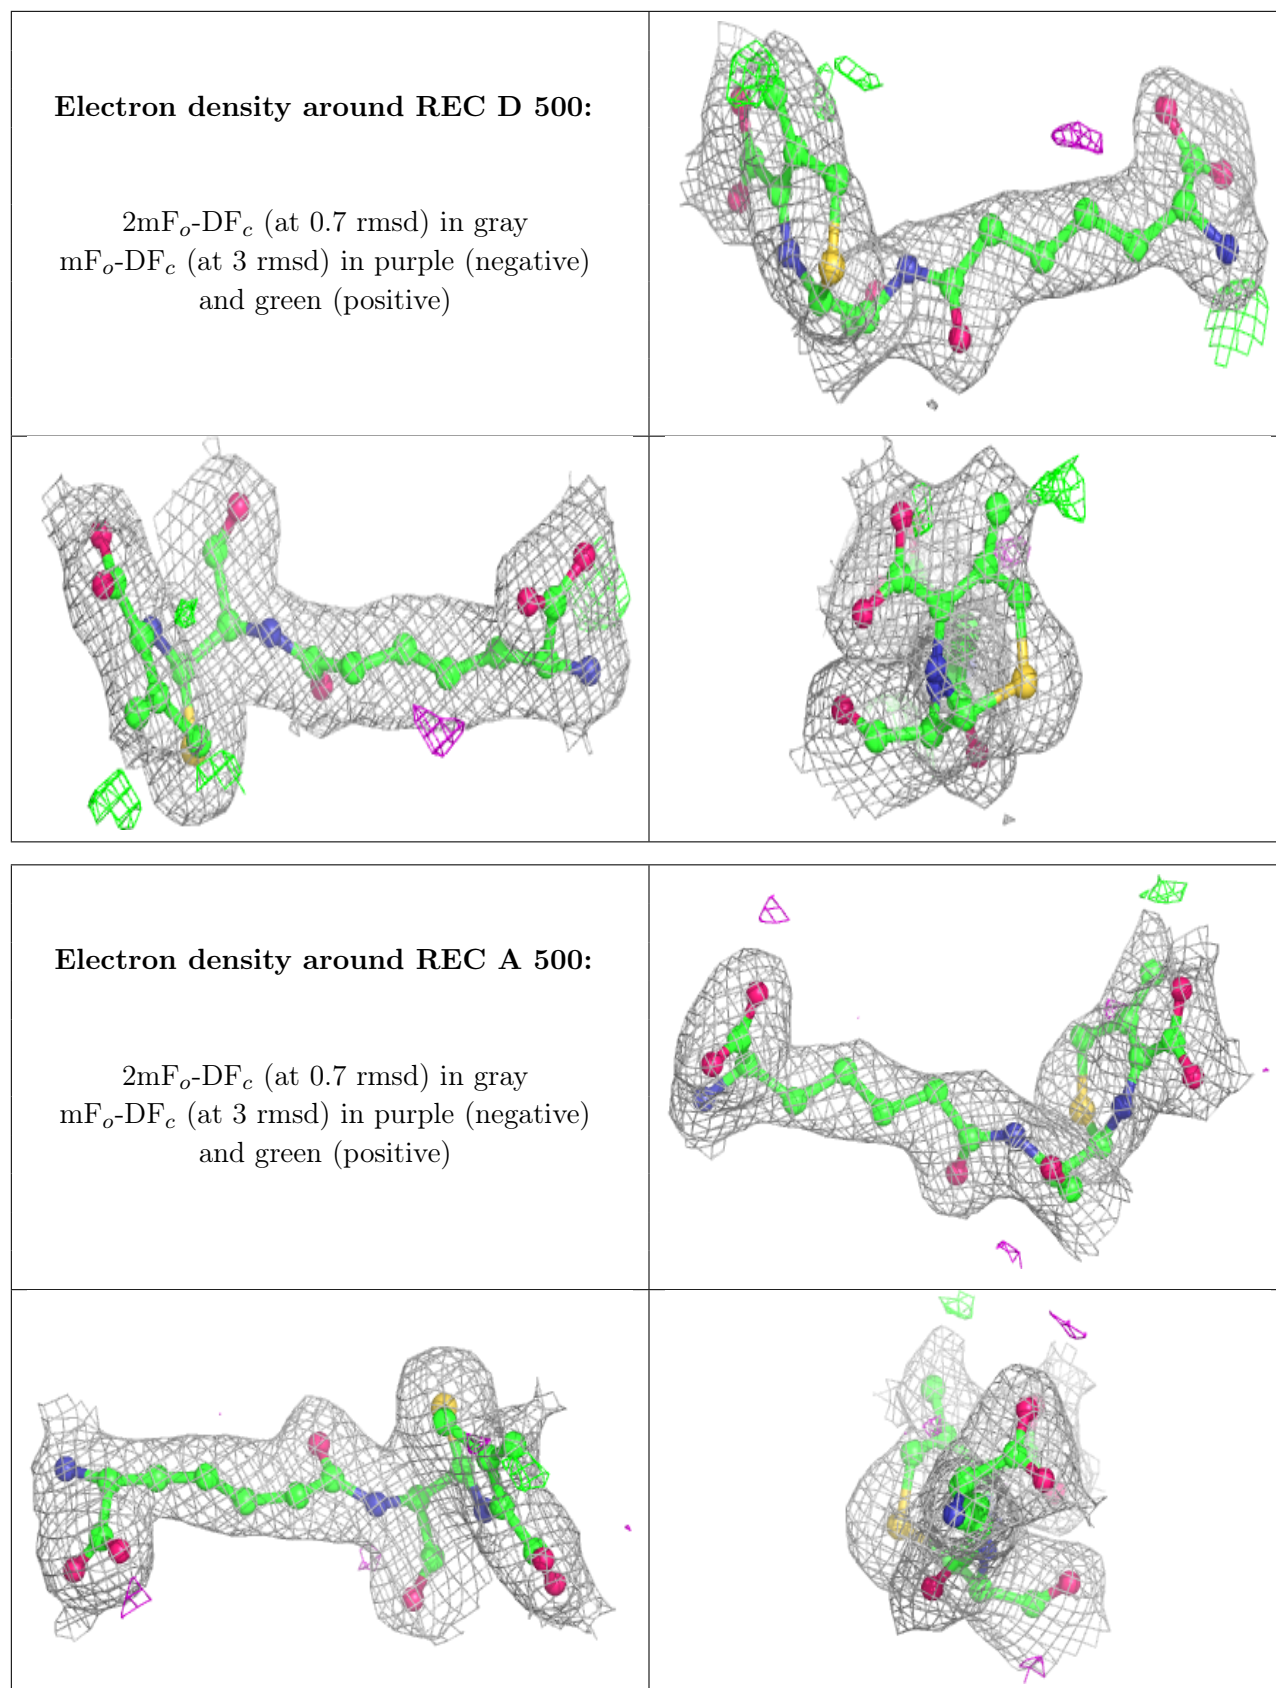 Electron density around REC D 500:
2mFo-DFc (at 0.7 rmsd) in gray
mFo-DFc (at 3 rmsd) in purple (negative)
and green (positive)
Electron density around REC A 500:
2mFo-DFc (at 0.7 rmsd) in gray
mFo-DFc (at 3 rmsd) in purple (negative)
and green (positive)